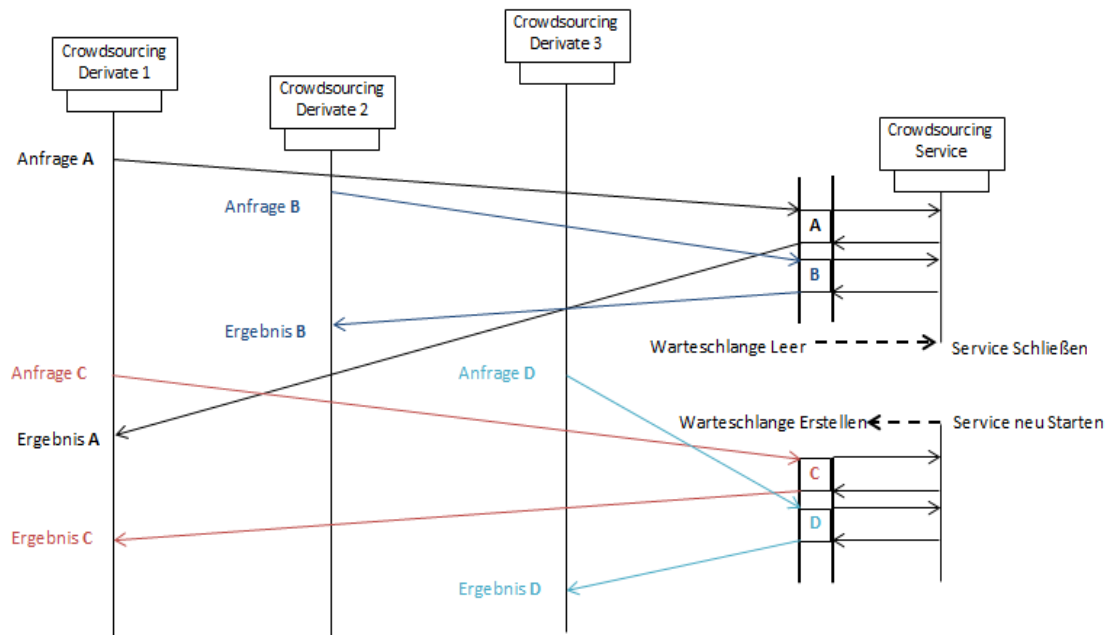 Crowdsourcing
Derivate 1
Crowdsourcing
Derivate 2
Crowdsourcing
Derivate 3
Crowdsourcing
Service
Anfrage A
Anfrage B
A
B
Ergebnis B
Warteschlange Leer
Service Schließen
Anfrage C
Anfrage D
Ergebnis A
Warteschlange Erstellen
Service neu Starten
C
D
Ergebnis C
Ergebnis D